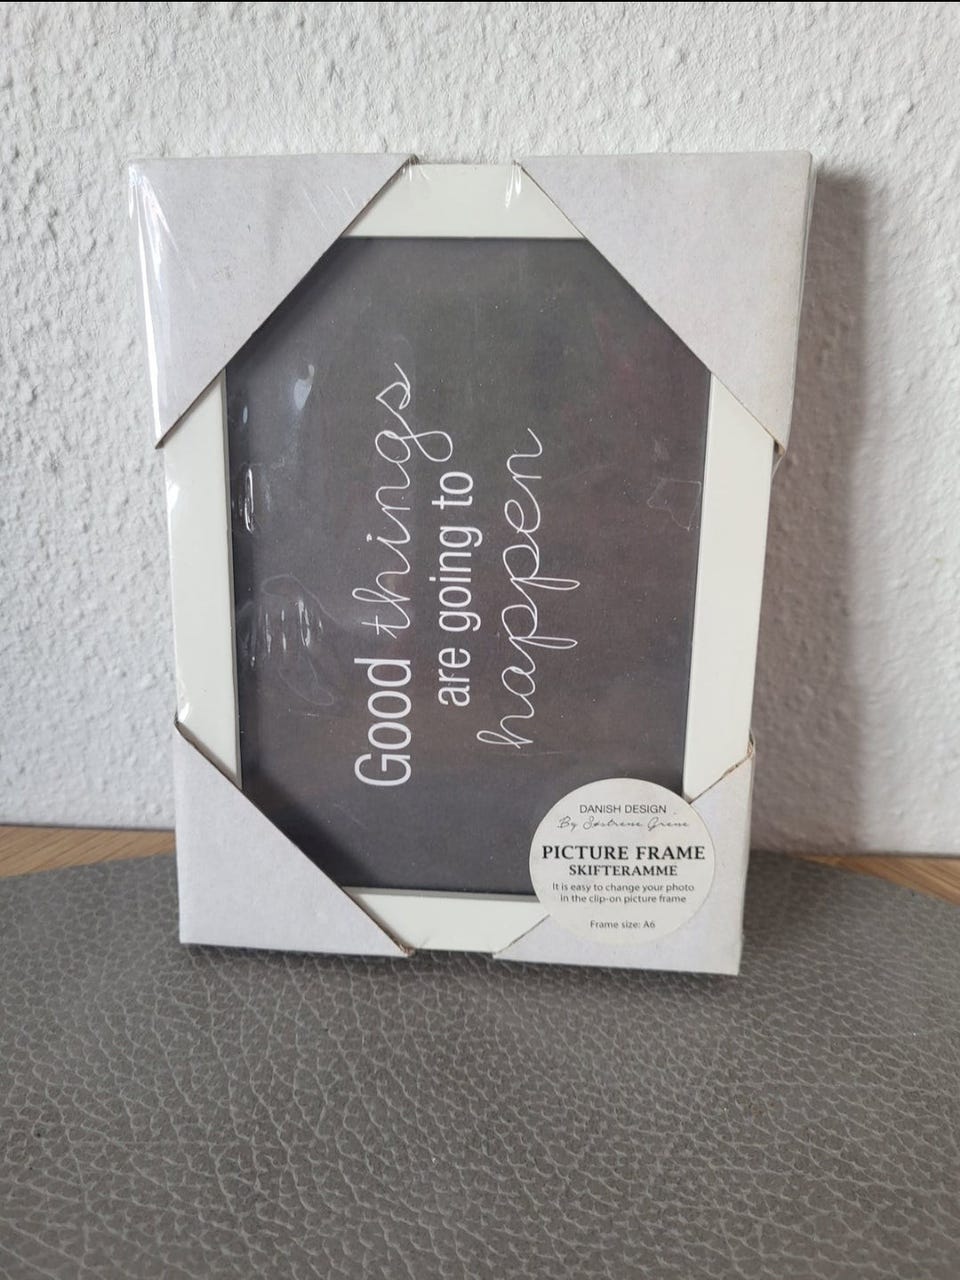 Good things
are going to
happen
DANISH DESIGN
By Søstrene Grene
PICTURE FRAME
SKIFTERAMME
It is easy to change your photo
in the clip-on picture frame
Frame size: A6